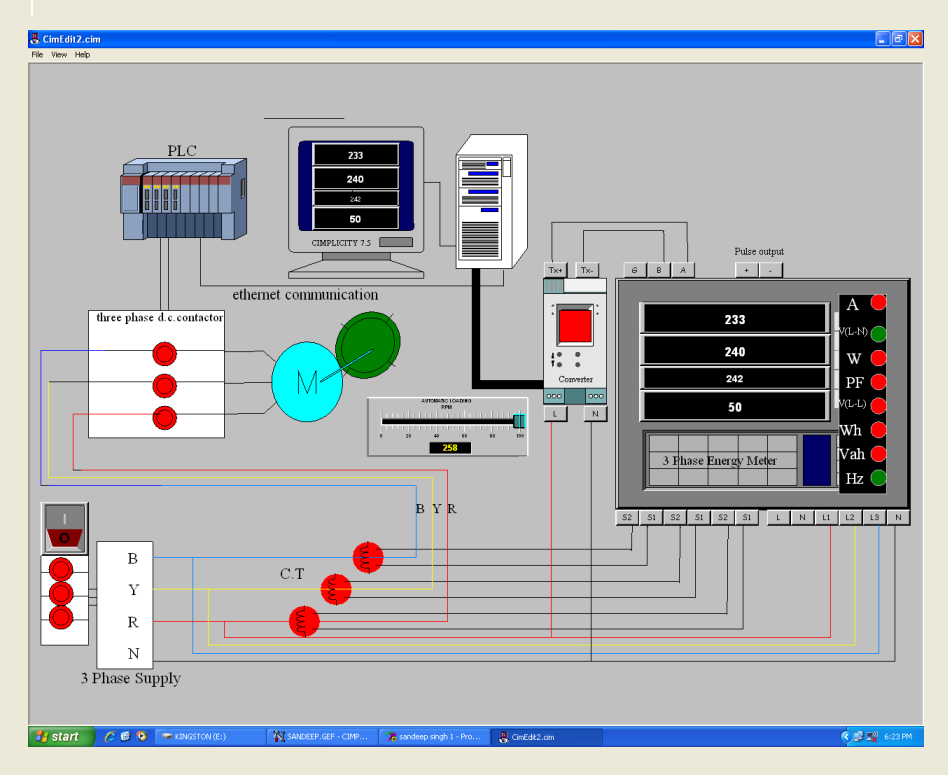 CimEdit2.cim
File View Help
PLC
233
240
242
50
CIMPLICITY 7.5
ethernet communication
three phase d.c.contactor
M
AUTOMATIC LOADING
RPM
0 20 40 60 80 100
258
Tx+ Tx-
Converter
L N
G B A
Pulse output
+ -
233
240
242
50
3 Phase Energy Meter
A
V(L-N)
W
PF
V(L-L)
Wh
Vah
Hz
S2 S1 S2 S1 S2 S1 L N L1 L2 L3 N
B Y R
C.T
I
O
B
Y
R
N
3 Phase Supply
start
KINGSTON (E:)
SANDEEP.GEF - CIMP...
sandeep singh 1 - Pro...
CimEdit2.cim
6:23 PM